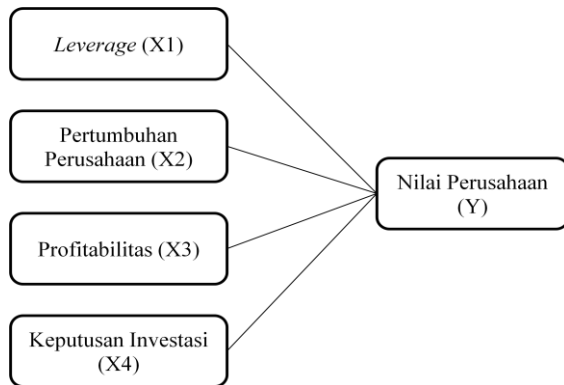 Leverage (X1)
Pertumbuhan
Perusahaan (X2)
Profitabilitas (X3)
Keputusan Investasi
(X4)
Nilai Perusahaan
(Y)